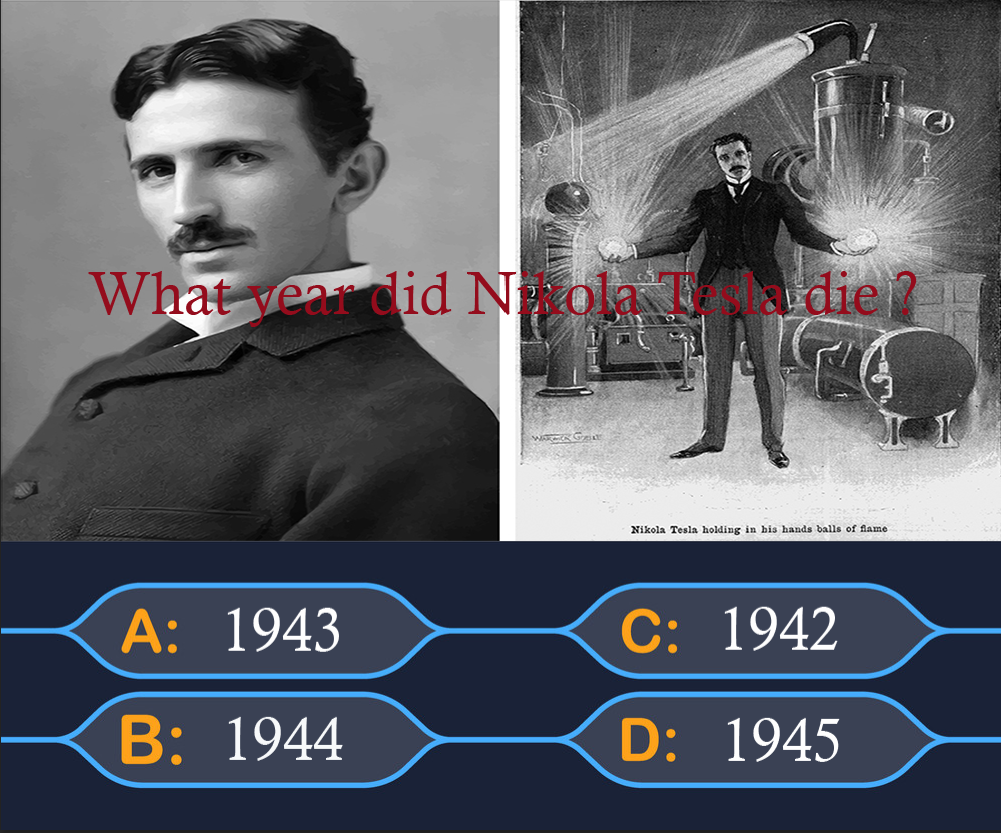 What year did Nikola Tesla die ?
Nikola Tesla holding in his hands balls of flame
A: 1943
C: 1942
B: 1944
D: 1945